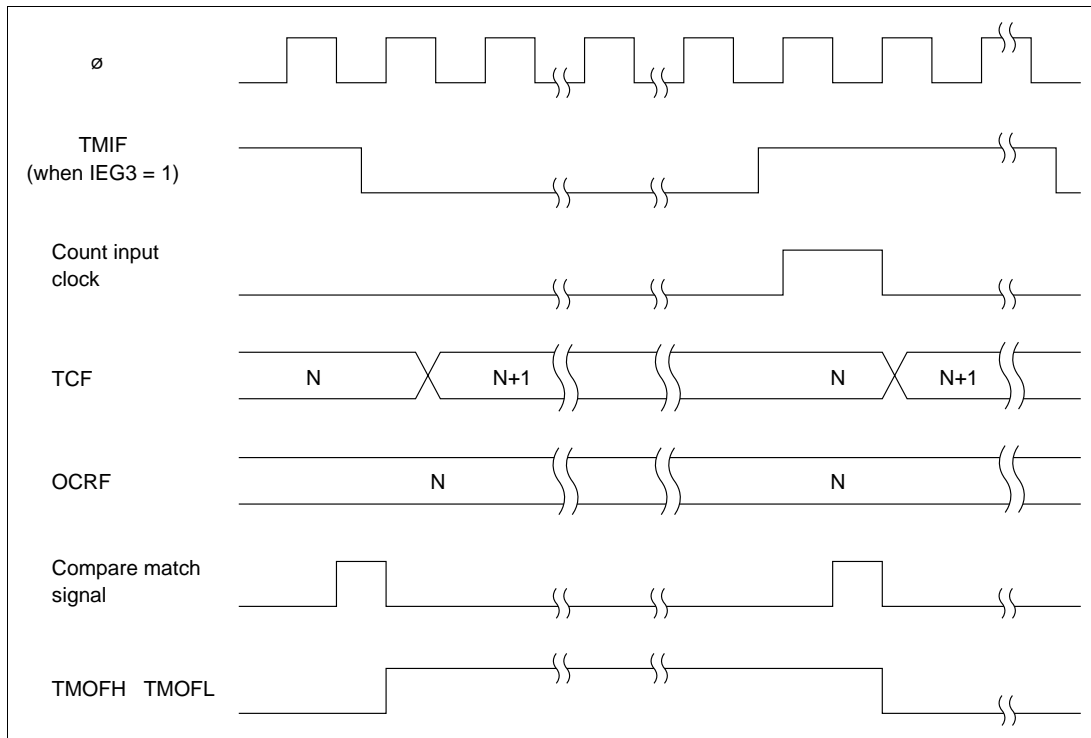 ø
TMIF
(when IEG3 = 1)
Count input
clock
TCF
N
N+1
N
N+1
OCRF
N
N
Compare match
signal
TMOFH TMOFL